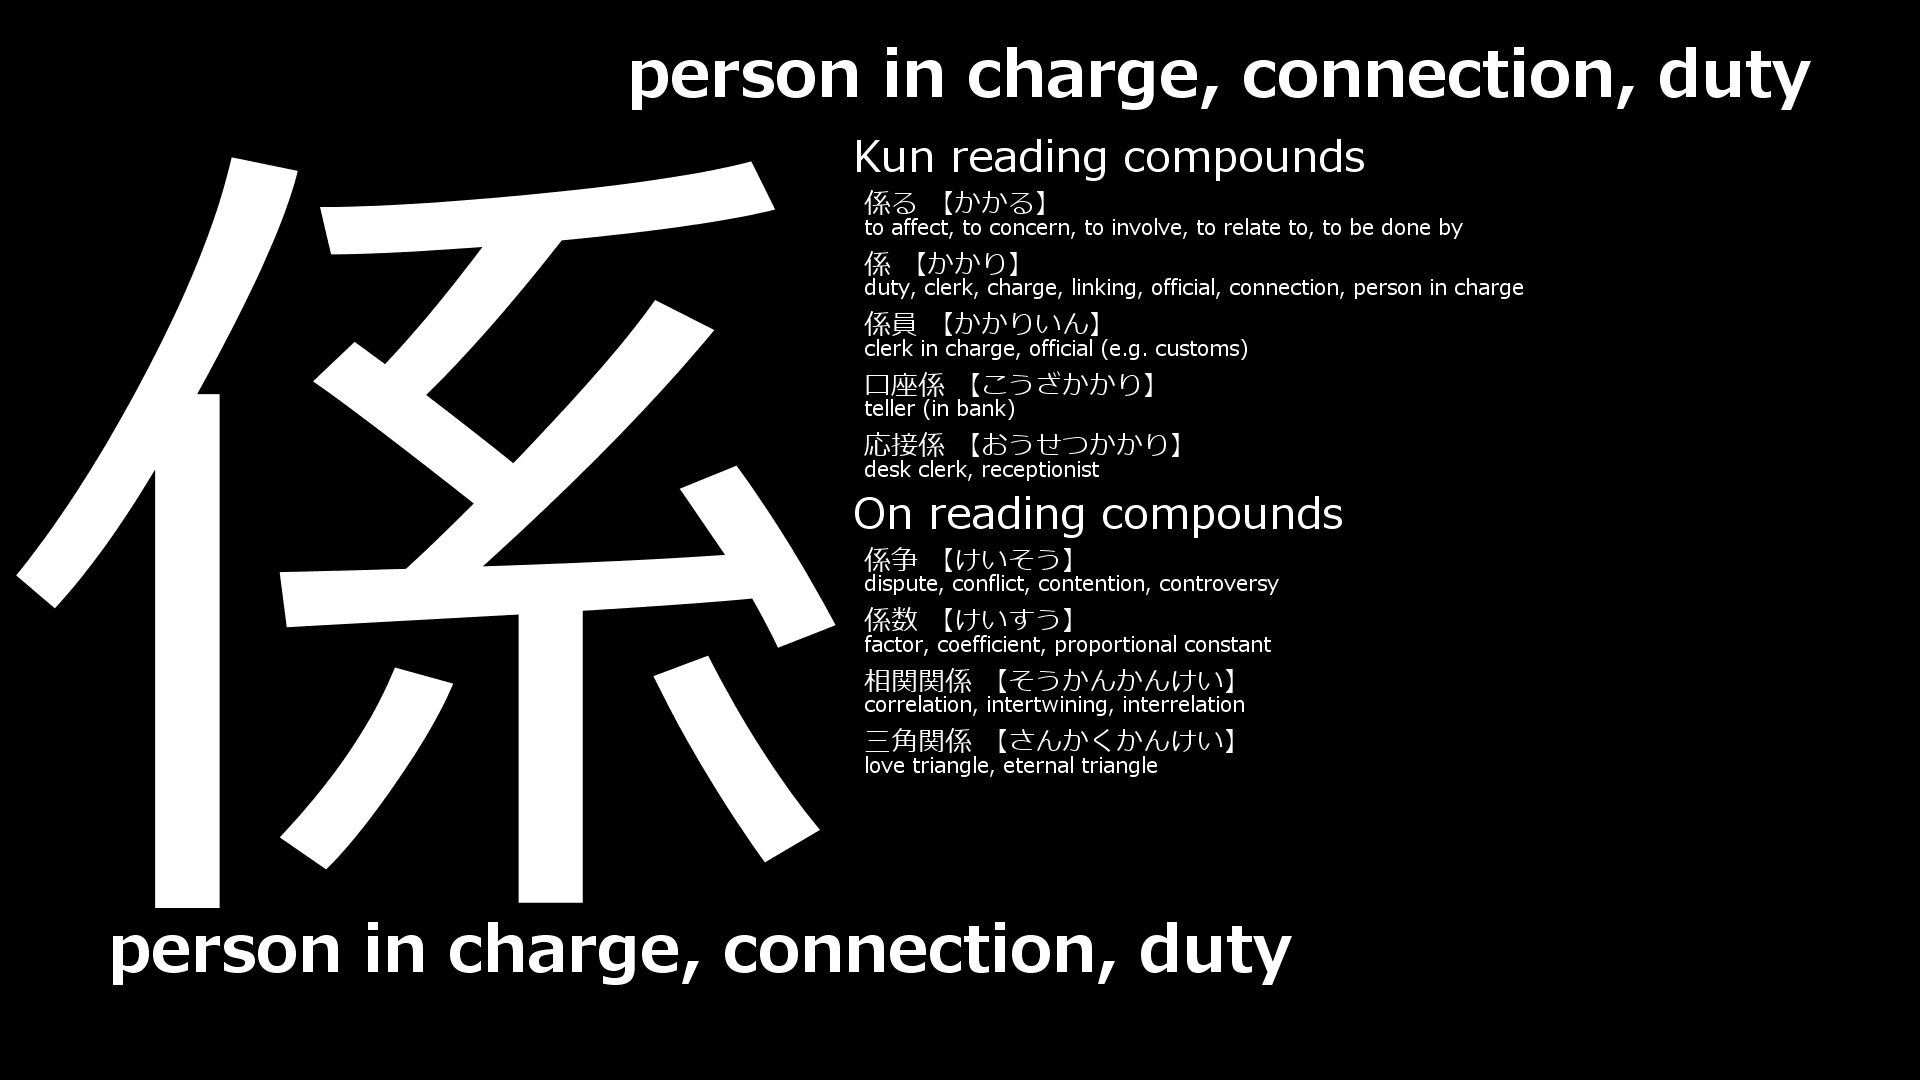 person in charge, connection, duty
係
Kun reading compounds
係る 【かかる】
to affect, to concern, to involve, to relate to, to be done by
係 【かかり】
duty, clerk, charge, linking, official, connection, person in charge
係員 【かかりいん】
clerk in charge, official (e.g. customs)
口座係 【こうざかかり】
teller (in bank)
応接係 【おうせつかかり】
desk clerk, receptionist
On reading compounds
係争 【けいそう】
dispute, conflict, contention, controversy
係数 【けいすう】
factor, coefficient, proportional constant
相関関係 【そうかんかんけい】
correlation, intertwining, interrelation
三角関係 【さんかくかんけい】
love triangle, eternal triangle
person in charge, connection, duty